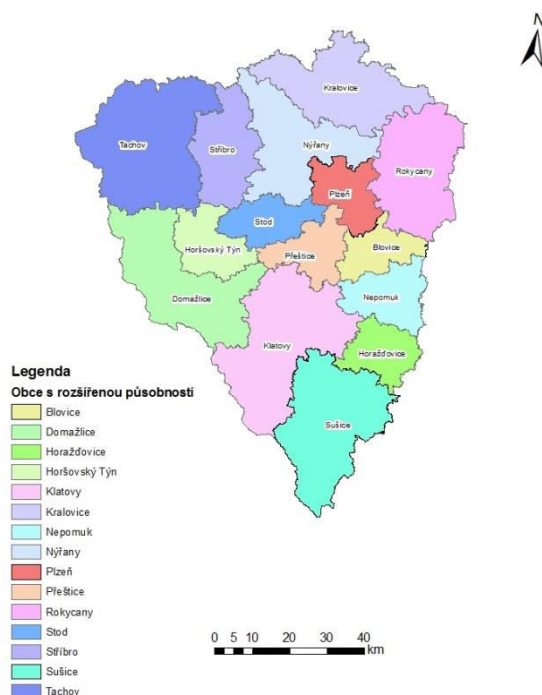 N
Kralovice
Tachov
Stříbro
Nýřany
Rokycany
Plzeň
Stod
Horšovský Týn
Přeštice
Blovice
Domažlice
Nepomuk
Klatovy
Horažďovice
Sušice
Legenda
Obce s rozšířenou působností
Blovice
Domažlice
Horažďovice
Horšovský Týn
Klatovy
Kralovice
Nepomuk
Nýřany
Plzeň
Přeštice
Rokycany
Stod
Stříbro
Sušice
Tachov
0 5 10 20 30 40
km